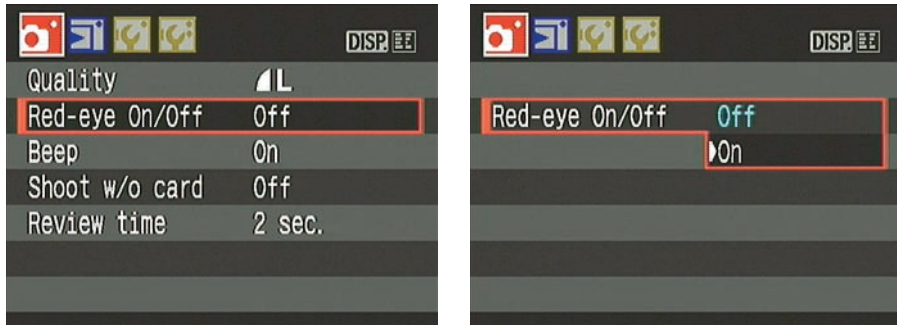 DISP.
Quality L
Red-eye On/Off Off
Beep On
Shoot w/o card Off
Review time 2 sec.
DISP.
Red-eye On/Off Off
On